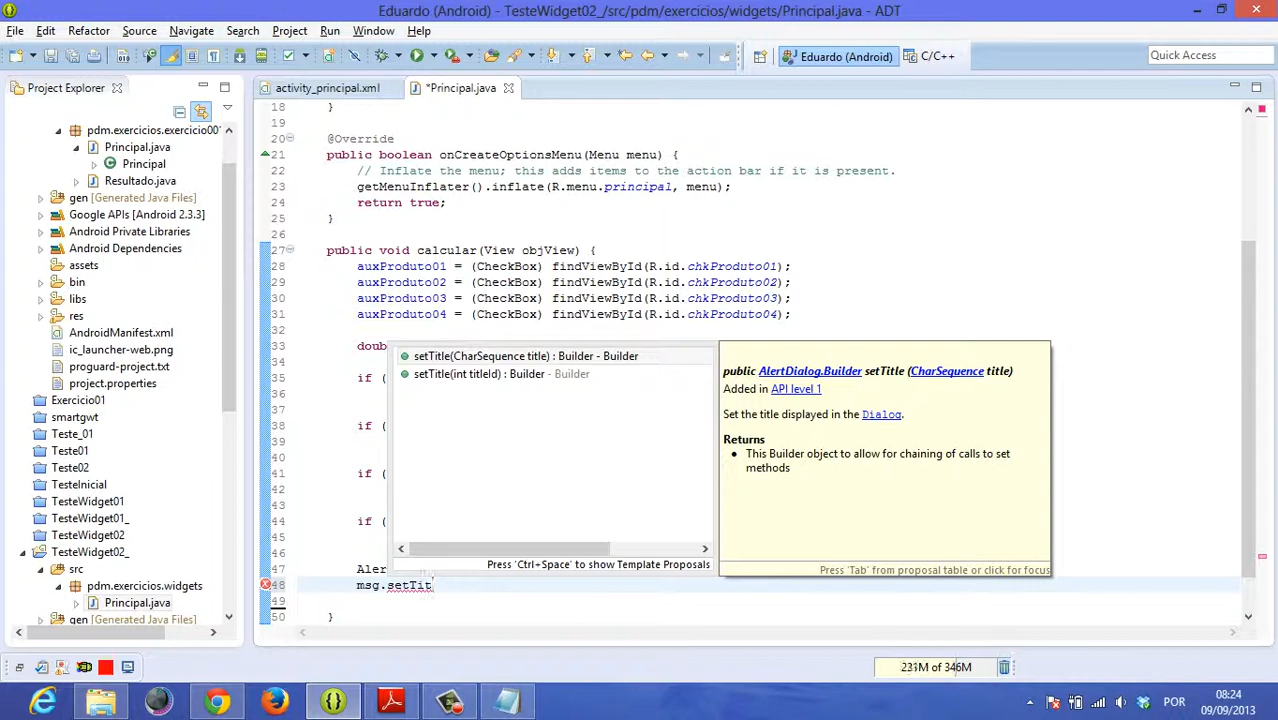 Eduardo (Android) - TesteWidget02_/src/pdm/exercicios/widgets/Principal.java - ADT
File Edit Refactor Source Navigate Search Project Run Window Help
Eduardo (Android) C/C++ Quick Access
Project Explorer
pdm.exercicios.exercicio001
Principal.java
Principal
Resultado.java
gen [Generated Java Files]
Google APIs [Android 2.3.3]
Android Private Libraries
Android Dependencies
assets
bin
libs
res
AndroidManifest.xml
ic_launcher-web.png
proguard-project.txt
project.properties
Exercicio01
smartgwt
Teste_01
Teste01
Teste02
TesteInicial
TesteWidget01
TesteWidget01_
TesteWidget02
TesteWidget02_
src
pdm.exercicios.widgets
Principal.java
gen [Generated Java Files]
activity_principal.xml *Principal.java
18 }
19
20 @Override
21 public boolean onCreateOptionsMenu(Menu menu) {
22 // Inflate the menu; this adds items to the action bar if it is present.
23 getMenuInflater().inflate(R.menu.principal, menu);
24 return true;
25 }
26
27 public void calcular(View objView) {
28 auxProduto01 = (CheckBox) findViewById(R.id.chkProduto01);
29 auxProduto02 = (CheckBox) findViewById(R.id.chkProduto02);
30 auxProduto03 = (CheckBox) findViewById(R.id.chkProduto03);
31 auxProduto04 = (CheckBox) findViewById(R.id.chkProduto04);
32
33 doub
34
35 if (
36
37
38 if (
39
40
41 if (
42
43
44 if (
45
46
47 Aler
48 msg.setTit
49
50 }
setTitle(CharSequence title) : Builder - Builder
setTitle(int titleId) : Builder - Builder
Press 'Ctrl+Space' to show Template Proposals
public AlertDialog.Builder setTitle (CharSequence title)
Added in API level 1
Set the title displayed in the Dialog.
Returns
This Builder object to allow for chaining of calls to set
methods
Press 'Tab' from proposal table or click for focus
231M of 346M
POR
08:24
09/09/2013